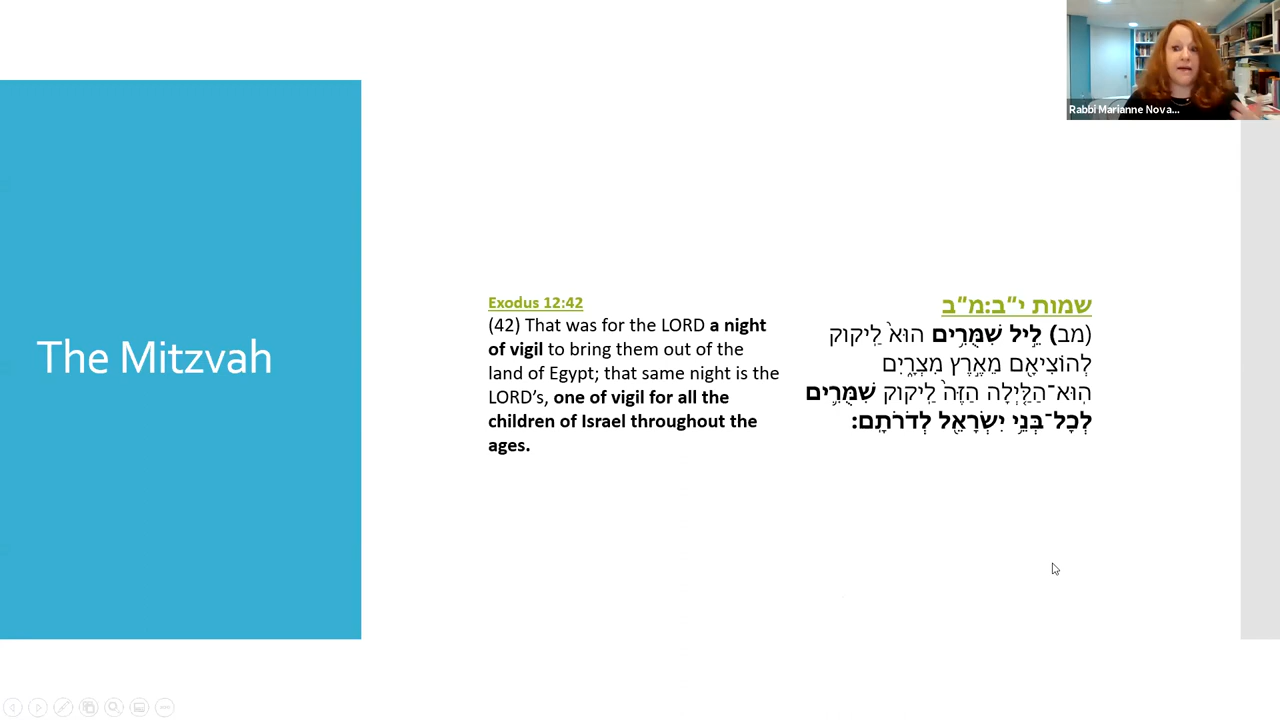 The Mitzvah
Exodus 12:42
(42) That was for the LORD a night
of vigil to bring them out of the
land of Egypt; that same night is the
LORD's, one of vigil for all the
children of Israel throughout the
ages.
שמות י״ב:מ״ב
(מב) לֵ֣יל שִׁמֻּרִ֥ים הוּא֙ לַֽיקוק
לְהוֹצִיאָ֖ם מֵאֶ֣רֶץ מִצְרָ֑יִם
הֽוּא־הַלַּ֤יְלָה הַזֶּה֙ לַֽיקוק שִׁמֻּרִ֛ים
לְכָל־בְּנֵ֥י יִשְׂרָאֵ֖ל לְדֹרֹתָֽם׃
Rabbi Marianne Nova...